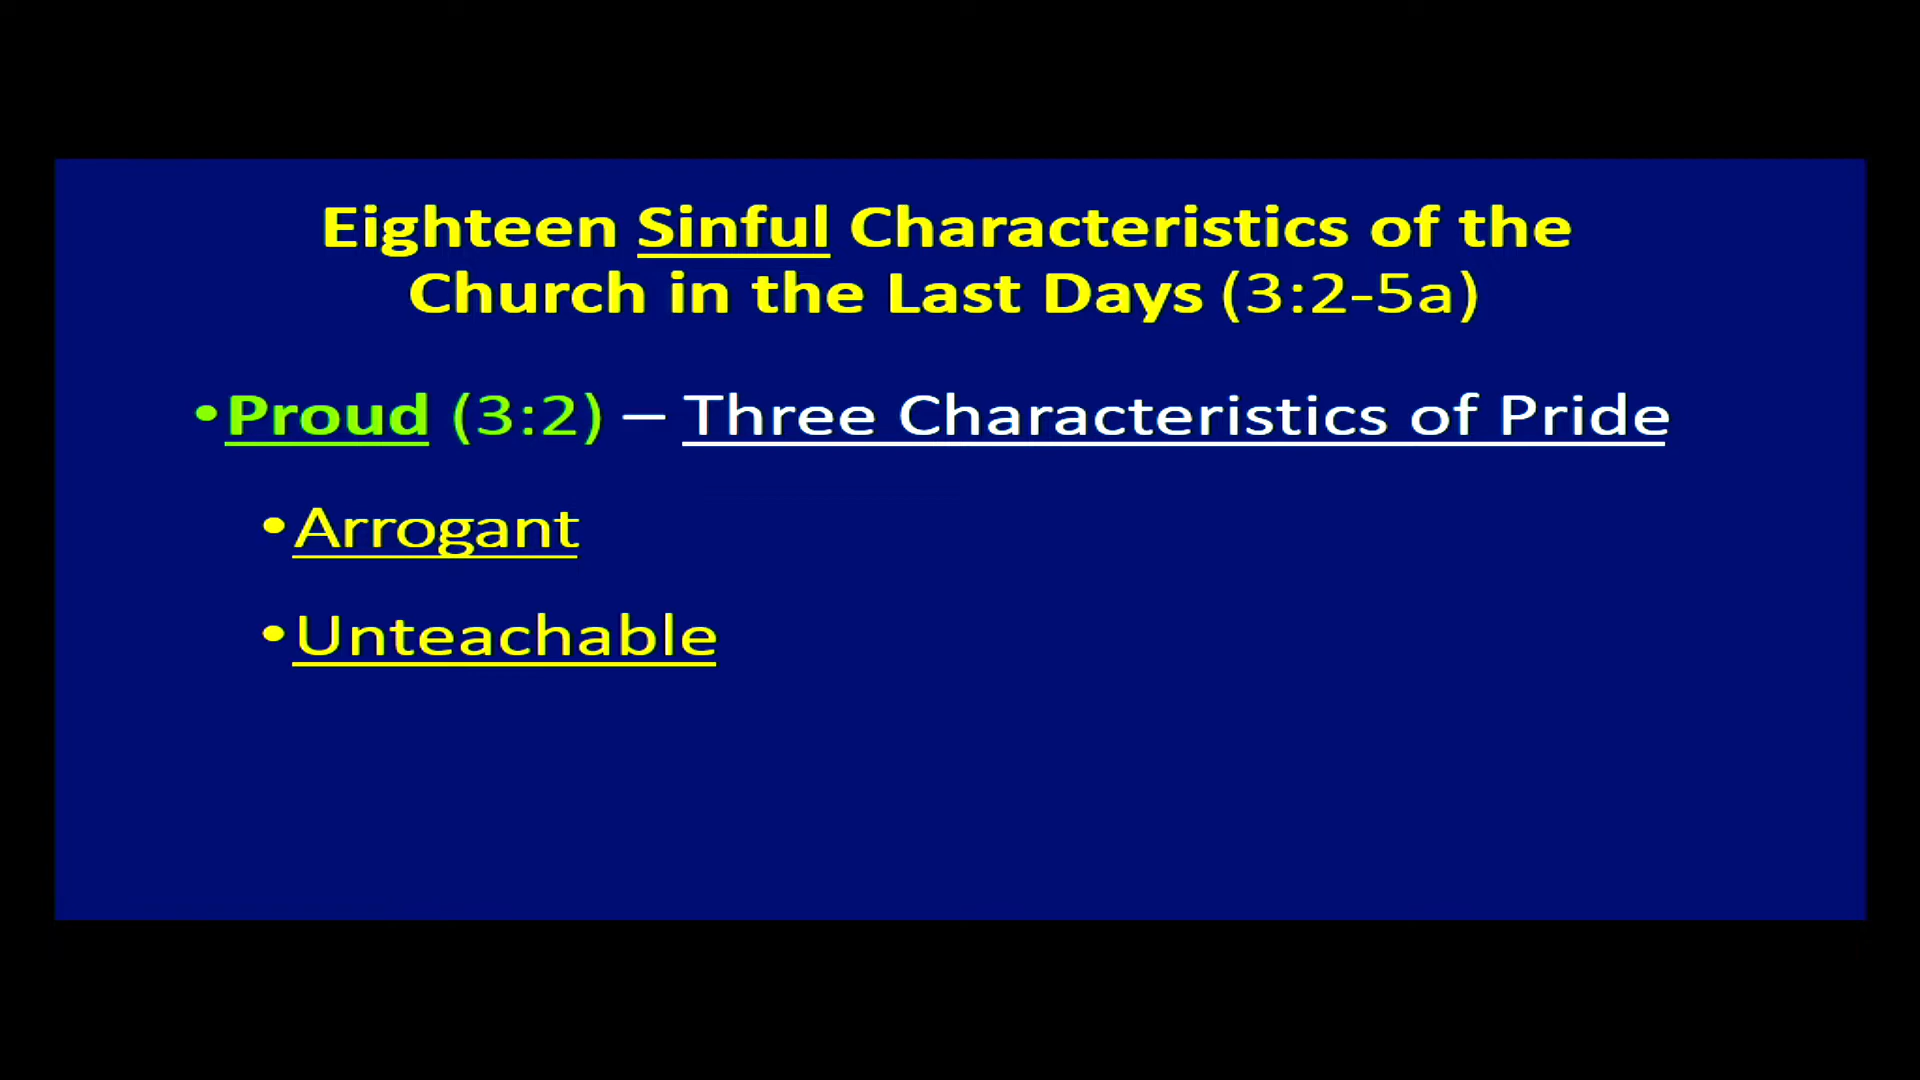 Eighteen Sinful Characteristics of the
Church in the Last Days (3:2-5a)
•Proud (3:2) – Three Characteristics of Pride
•Arrogant
•Unteachable